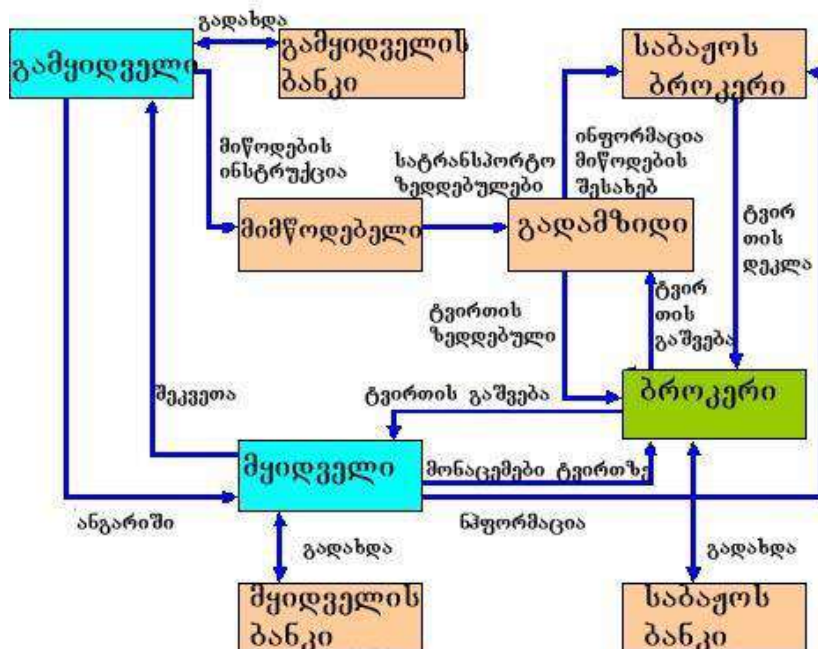 გადახდა
გამყიდველი
გამყიდველის
ბანკი
საბაჟოს
ბროკერი
მიწოდების
ინსტრუქცია
სატრანსპორტო
ზედდებულები
ინფორმაცია
მიწოდების
შესახებ
მიმწოდებელი
გადამზიდი
ტვირ
თის
დეკლა
ტვირთის
ზედდებული
ტვირ
თის
გაშვება
შეკვეთა
ტვირთის გაშვება
ბროკერი
მყიდველი
მონაცემები ტვირთზე
ანგარიში
ნჰფორმაცია
გადახდა
გადახდა
მყიდველის
ბანკი
საბაჟოს
ბანკი